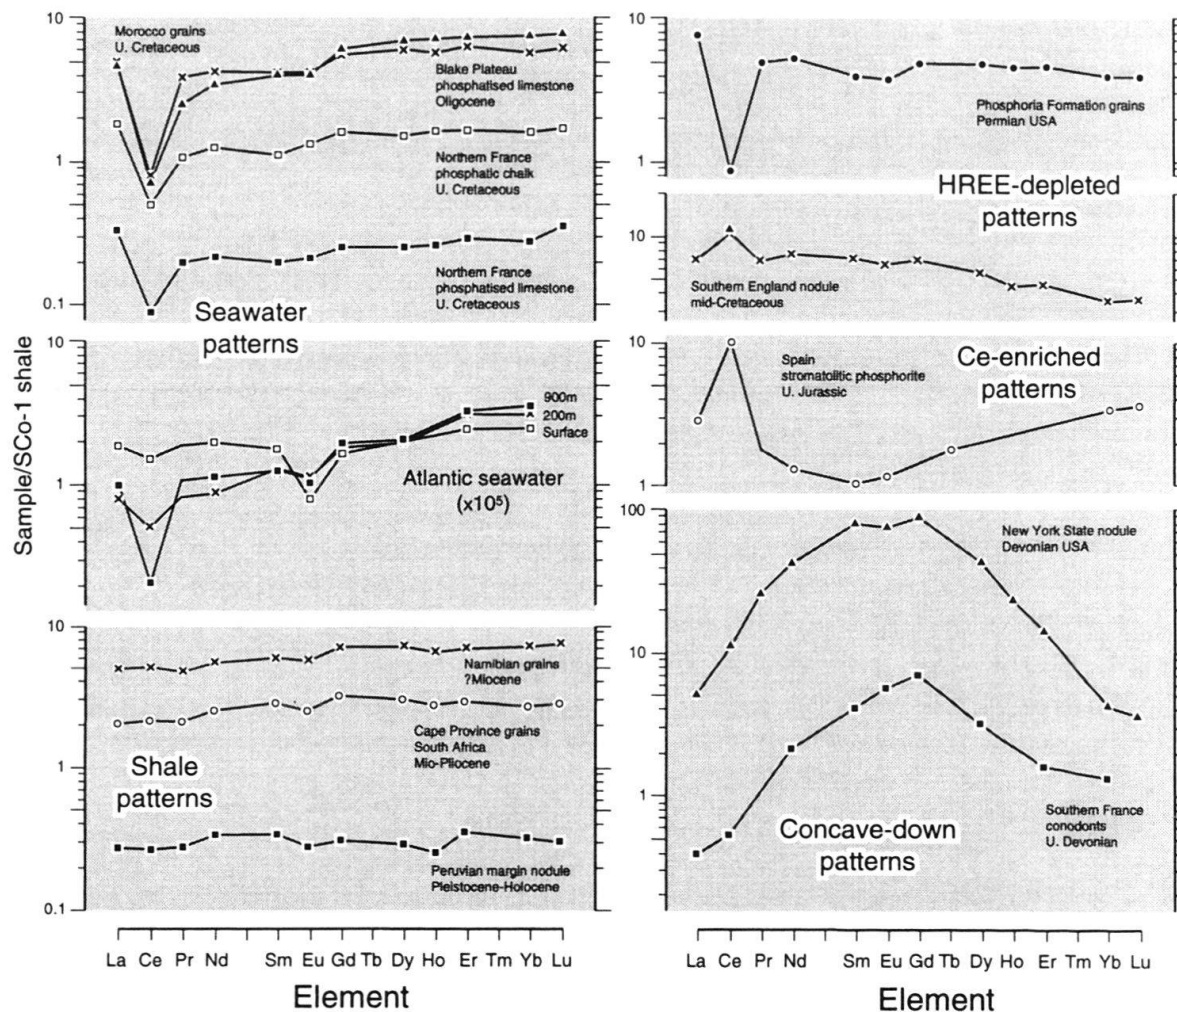 Sample/SCo-1 shale
10
1
0.1
Morocco grains
U. Cretaceous
Blake Plateau
phosphatised limestone
Oligocene
Northern France
phosphatic chalk
U. Cretaceous
Northern France
phosphatised limestone
U. Cretaceous
Seawater
patterns
10
1
900m
200m
Surface
Atlantic seawater
(x10⁵)
10
1
0.1
Namibian grains
?Miocene
Cape Province grains
South Africa
Mio-Pliocene
Shale
patterns
Peruvian margin nodule
Pleistocene-Holocene
La Ce Pr Nd Sm Eu Gd Tb Dy Ho Er Tm Yb Lu
Element
10
1
Phosphoria Formation grains
Permian USA
HREE-depleted
patterns
10
Southern England nodule
mid-Cretaceous
10
1
Spain
stromatolitic phosphorite
U. Jurassic
Ce-enriched
patterns
100
10
1
New York State nodule
Devonian USA
Concave-down
patterns
Southern France
conodonts
U. Devonian
La Ce Pr Nd Sm Eu Gd Tb Dy Ho Er Tm Yb Lu
Element